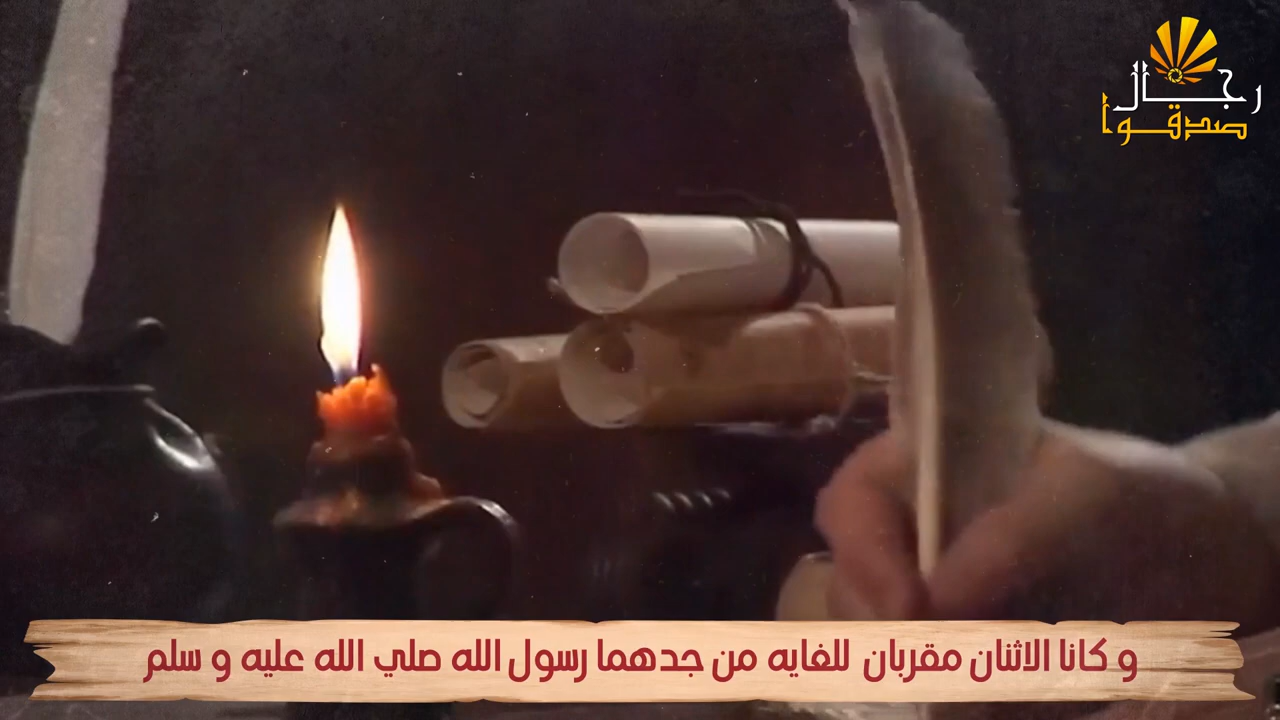 رجال
صدقوا
و كانا الاثنان مقربان للغايه من جدهما رسول الله صلي الله عليه و سلم